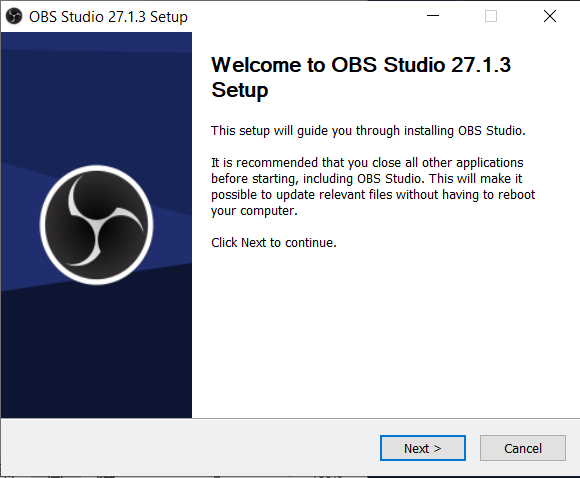 OBS Studio 27.1.3 Setup
Welcome to OBS Studio 27.1.3
Setup
This setup will guide you through installing OBS Studio.
It is recommended that you close all other applications
before starting, including OBS Studio. This will make it
possible to update relevant files without having to reboot
your computer.
Click Next to continue.
Next >
Cancel